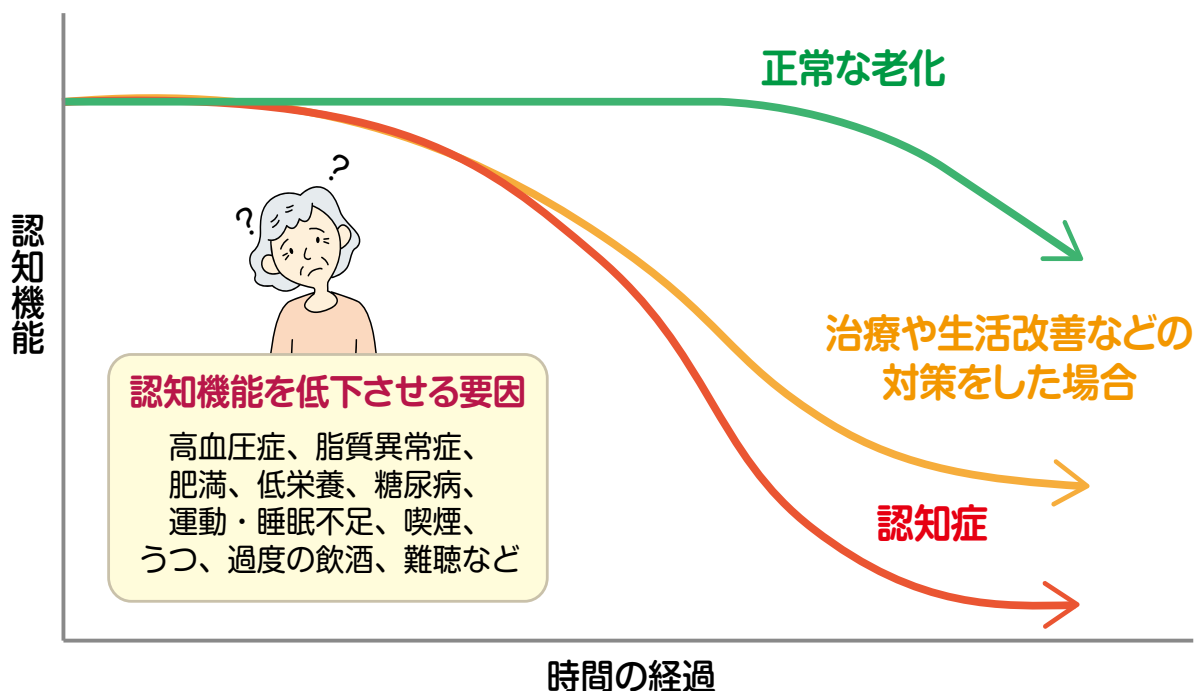 正常な老化
認知機能
治療や生活改善などの
対策をした場合
認知機能を低下させる要因
高血圧症、脂質異常症、
肥満、低栄養、糖尿病、
運動・睡眠不足、喫煙、
うつ、過度の飲酒、難聴など
認知症
時間の経過
? 
?